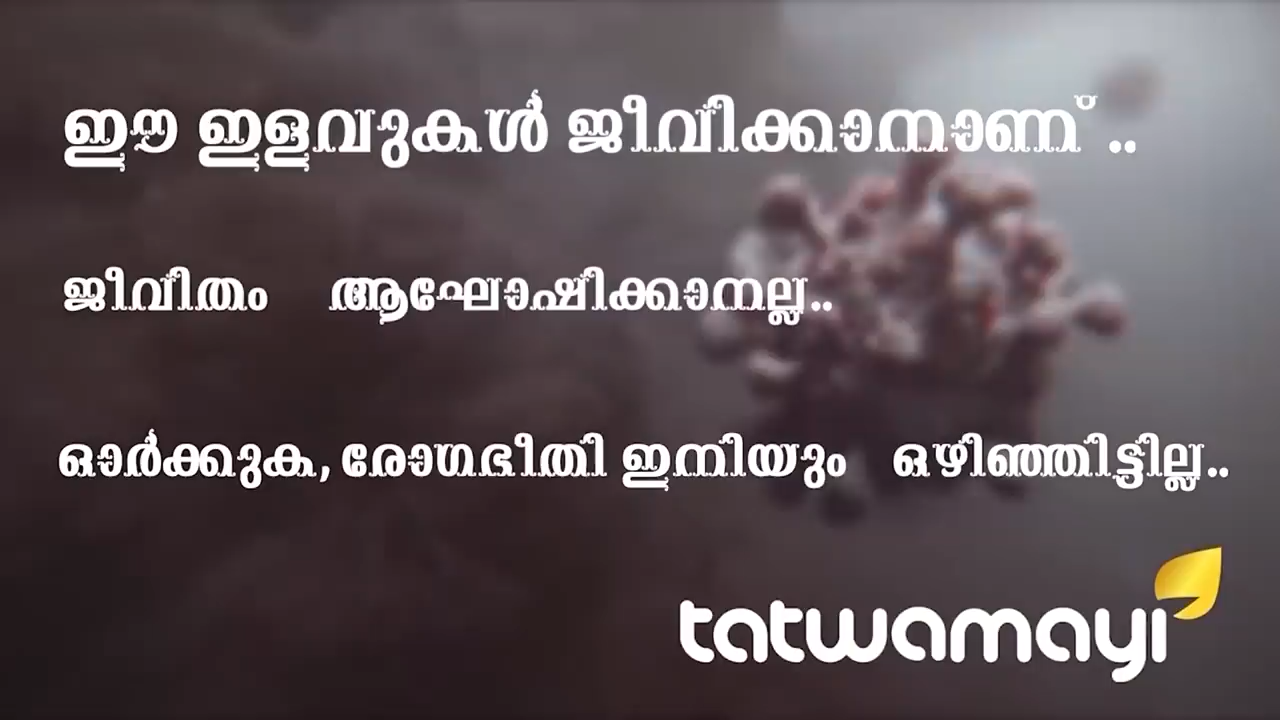 ഈ ഇളവുകൾ ജീവിക്കാനാണ് ..
ജീവിതം ആഘോഷിക്കാനല്ല..
ഓർക്കുക, രോഗഭീതി ഇനിയും ഒഴിഞ്ഞിട്ടില്ല..
tatwamayi